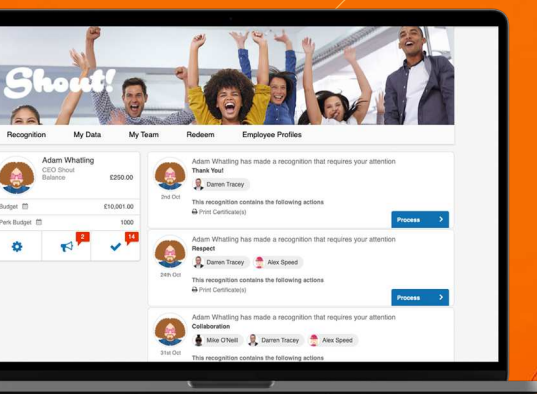 Shout!
Recognition My Data My Team Redeem Employee Profiles
Adam Whatling
CEO Shout
Balance £250.00
Budget £10,001.00
Perk Budget 1000
2
14
Adam Whatling has made a recognition that requires your attention
Thank You!
Darren Tracey
2nd Oct
This recognition contains the following actions
Print Certificate(s)
Process
Adam Whatling has made a recognition that requires your attention
Respect
Darren Tracey Alex Speed
24th Oct
This recognition contains the following actions
Print Certificate(s)
Process
Adam Whatling has made a recognition that requires your attention
Collaboration
Mike O'Neill Darren Tracey Alex Speed
31st Oct
This recognition contains the following actions